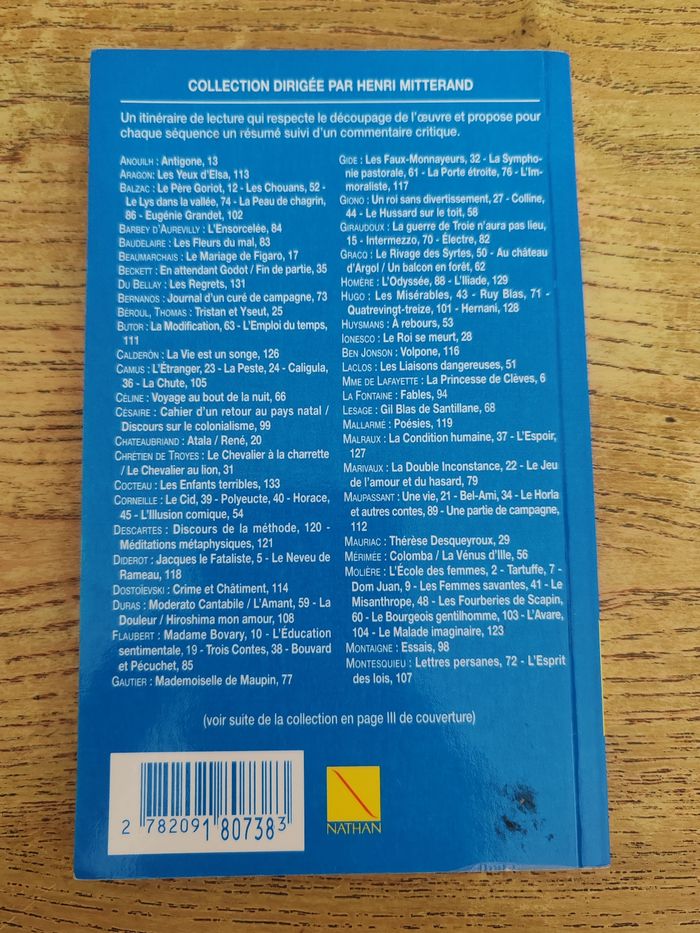 COLLECTION DIRIGÉE PAR HENRI MITTERAND
Un itinéraire de lecture qui respecte le découpage de l'œuvre et propose pour
chaque séquence un résumé suivi d'un commentaire critique.
ANOUILH : Antigone, 13
ARAGON : Les Yeux d'Elsa, 113
BALZAC : Le Père Goriot, 12 - Les Chouans, 52 -
Le Lys dans la vallée, 74 - La Peau de chagrin,
86 - Eugénie Grandet, 102
BARBEY D'AUREVILLY : L'Ensorcelée, 84
BAUDELAIRE : Les Fleurs du mal, 83
BEAUMARCHAIS : Le Mariage de Figaro, 17
BECKETT : En attendant Godot / Fin de partie, 35
DU BELLAY : Les Regrets, 131
BERNANOS : Journal d'un curé de campagne, 73
BÉROUL, THOMAS : Tristan et Yseut, 25
BUTOR : La Modification, 63 - L'Emploi du temps,
111
CALDERÓN : La Vie est un songe, 126
CAMUS : L'Étranger, 23 - La Peste, 24 - Caligula,
36 - La Chute, 105
CÉLINE : Voyage au bout de la nuit, 66
CÉSAIRE : Cahier d'un retour au pays natal /
Discours sur le colonialisme, 99
CHATEAUBRIAND : Atala / René, 20
CHRÉTIEN DE TROYES : Le Chevalier à la charrette
/ Le Chevalier au lion, 31
COCTEAU : Les Enfants terribles, 133
CORNEILLE : Le Cid, 39 - Polyeucte, 40 - Horace,
45 - L'Illusion comique, 54
DESCARTES : Discours de la méthode, 120 -
Méditations métaphysiques, 121
DIDEROT : Jacques le Fataliste, 5 - Le Neveu de
Rameau, 118
DOSTOÏEVSKI : Crime et Châtiment, 114
DURAS : Moderato Cantabile / L'Amant, 59 - La
Douleur / Hiroshima mon amour, 108
FLAUBERT : Madame Bovary, 10 - L'Éducation
sentimentale, 19 - Trois Contes, 38 - Bouvard
et Pécuchet, 85
GAUTIER : Mademoiselle de Maupin, 77
GIDE : Les Faux-Monnayeurs, 32 - La Sympho-
nie pastorale, 61 - La Porte étroite, 76 - L'Im-
moraliste, 117
GIONO : Un roi sans divertissement, 27 - Colline,
44 - Le Hussard sur le toit, 58
GIRAUDOUX : La guerre de Troie n'aura pas lieu,
15 - Intermezzo, 70 - Électre, 82
GRACQ : Le Rivage des Syrtes, 50 - Au château
d'Argol / Un balcon en forêt, 62
HOMÈRE : L'Odyssée, 88 - L'Iliade, 129
HUGO : Les Misérables, 43 - Ruy Blas, 71 -
Quatrevingt-treize, 101 - Hernani, 128
HUYSMANS : À rebours, 53
IONESCO : Le Roi se meurt, 28
BEN JONSON : Volpone, 116
LACLOS : Les Liaisons dangereuses, 51
MME DE LAFAYETTE : La Princesse de Clèves, 6
LA FONTAINE : Fables, 94
LESAGE : Gil Blas de Santillane, 68
MALLARMÉ : Poésies, 119
MALRAUX : La Condition humaine, 37 - L'Espoir,
127
MARIVAUX : La Double Inconstance, 22 - Le Jeu
de l'amour et du hasard, 79
MAUPASSANT : Une vie, 21 - Bel-Ami, 34 - Le Horla
et autres contes, 89 - Une partie de campagne,
112
MAURIAC : Thérèse Desqueyroux, 29
MÉRIMÉE : Colomba / La Vénus d'Ille, 56
MOLIÈRE : L'École des femmes, 2 - Tartuffe, 7 -
Dom Juan, 9 - Les Femmes savantes, 41 - Le
Misanthrope, 48 - Les Fourberies de Scapin,
60 - Le Bourgeois gentilhomme, 103 - L'Avare,
104 - Le Malade imaginaire, 123
MONTAIGNE : Essais, 98
MONTESQUIEU : Lettres persanes, 72 - L'Esprit
des lois, 107
(voir suite de la collection en page III de couverture)
2 782091 807383
NATHAN